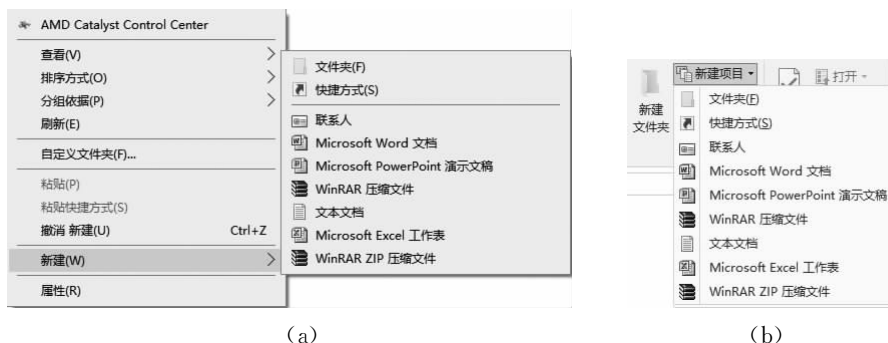 AMD Catalyst Control Center
查看(V)
排序方式(O)
分组依据(P)
刷新(E)
自定义文件夹(F)...
粘贴(P)
粘贴快捷方式(S)
撤消 新建(U) Ctrl+Z
新建(W)
属性(R)
文件夹(F)
快捷方式(S)
联系人
Microsoft Word 文档
Microsoft PowerPoint 演示文稿
WinRAR 压缩文件
文本文档
Microsoft Excel 工作表
WinRAR ZIP 压缩文件
(a)
新建
文件夹
新建项目
打开
文件夹(F)
快捷方式(S)
联系人
Microsoft Word 文档
Microsoft PowerPoint 演示文稿
WinRAR 压缩文件
文本文档
Microsoft Excel 工作表
WinRAR ZIP 压缩文件
(b)